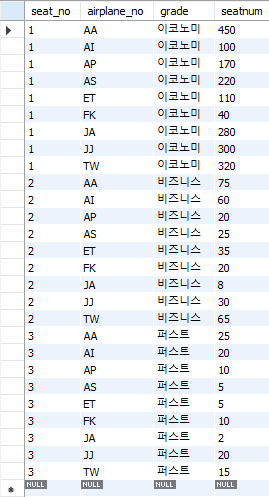 seat_no airplane_no grade seatnum
1 AA 이코노미 450
1 AI 이코노미 100
1 AP 이코노미 170
1 AS 이코노미 220
1 ET 이코노미 110
1 FK 이코노미 40
1 JA 이코노미 280
1 JJ 이코노미 300
1 TW 이코노미 320
2 AA 비즈니스 75
2 AI 비즈니스 60
2 AP 비즈니스 20
2 AS 비즈니스 25
2 ET 비즈니스 35
2 FK 비즈니스 20
2 JA 비즈니스 8
2 JJ 비즈니스 30
2 TW 비즈니스 65
3 AA 퍼스트 25
3 AI 퍼스트 20
3 AP 퍼스트 10
3 AS 퍼스트 5
3 ET 퍼스트 5
3 FK 퍼스트 10
3 JA 퍼스트 2
3 JJ 퍼스트 20
3 TW 퍼스트 15
NULL NULL NULL NULL